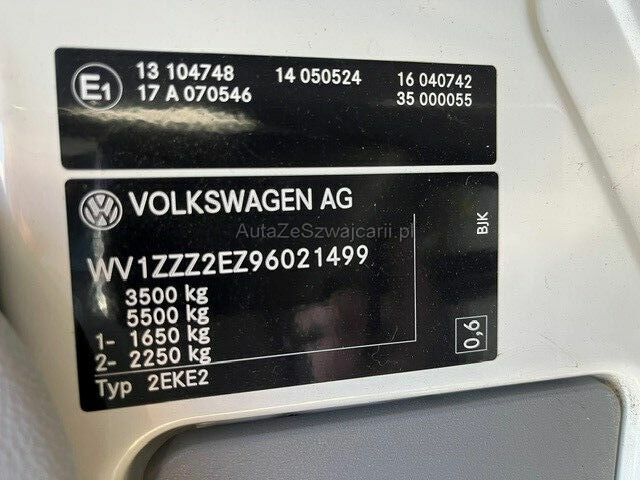 E1 13 104748 14 050524 16 040742
17 A 070546 35 000055
VOLKSWAGEN AG
AutaZeSzwajcarii.pl
BJK
WV1ZZZ2EZ96021499
3500 kg
5500 kg
1- 1650 kg
2- 2250 kg
0,6
Typ 2EKE2